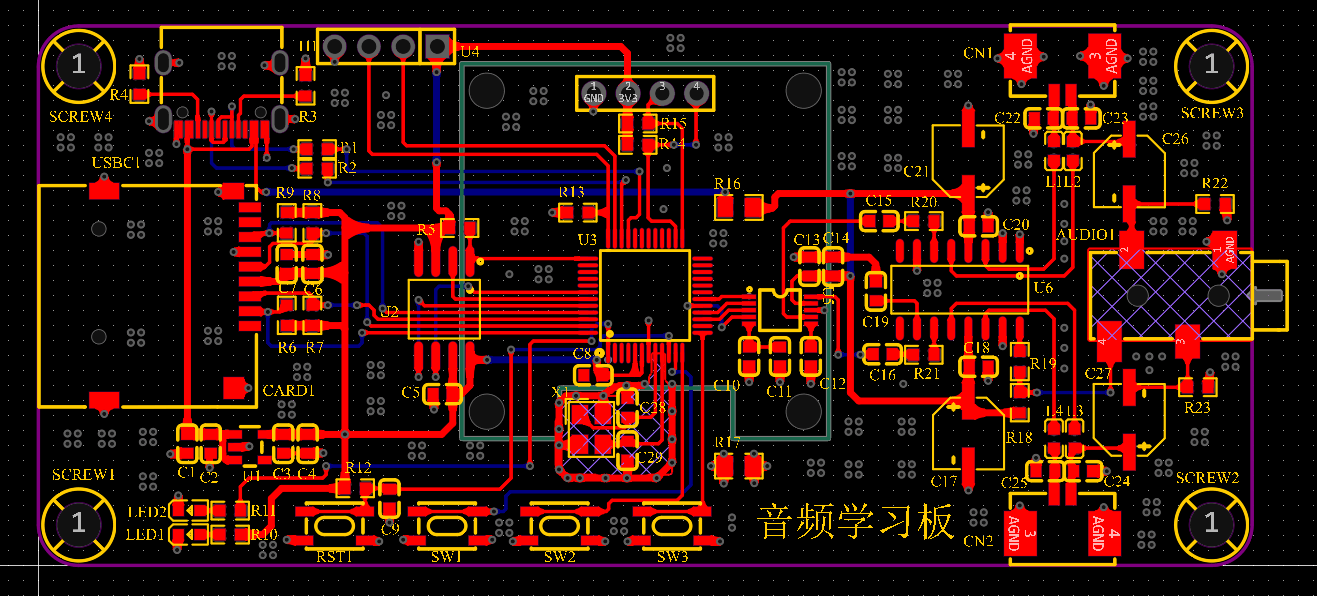 1
SCREW4
R4
R3
USBC1
H1
U4
1
GND
2
3V3
3
4
R15
R14
R2
R9
R8
R13
R16
R5
U3
U2
C7
C6
R6
R7
CARD1
C5
C8
X1
C28
C29
C1
C2
U1
C3
C4
R12
C9
R17
SCREW1
1
LED2
LED1
R11
R10
RST1
SW1
SW2
SW3
音频学习板
C10
C11
C12
C13
C14
C15
R20
C19
C16
R21
C18
U6
C20
C21
CN1
4
AGND
3
AGND
C22
C23
L1
L2
C26
SCREW3
1
R22
AUDIO1
2
1
AGND
4
3
R19
R18
C27
R23
C17
L4
L3
C25
C24
CN2
3
AGND
4
AGND
SCREW2
1